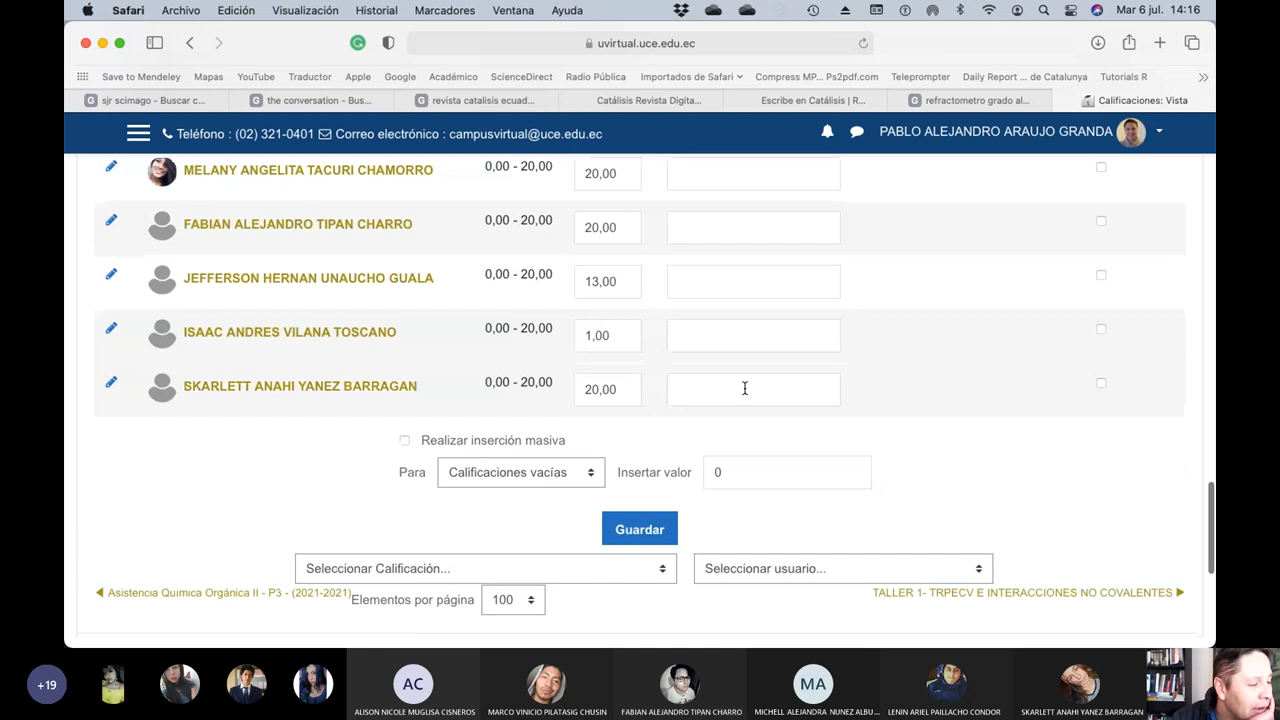 Safari Archivo Edición Visualización Historial Marcadores Ventana Ayuda Mar 6 jul. 14:16
uvirtual.uce.edu.ec
Save to Mendeley Mapas YouTube Traductor Apple Google Académico ScienceDirect Radio Pública Importados de Safari Compress MP... Ps2pdf.com Teleprompter Daily Report ... de Catalunya Tutorials R
sjr scimago - Buscar c... the conversation - Bus... revista catalisis ecuad... Catálisis Revista Digita... Escribe en Catálisis | R... refractometro grado al... Calificaciones: Vista
Teléfono : (02) 321-0401 Correo electrónico : campusvirtual@uce.edu.ec PABLO ALEJANDRO ARAUJO GRANDA
MELANY ANGELITA TACURI CHAMORRO 0,00 - 20,00 20,00
FABIAN ALEJANDRO TIPAN CHARRO 0,00 - 20,00 20,00
JEFFERSON HERNAN UNAUCHO GUALA 0,00 - 20,00 13,00
ISAAC ANDRES VILANA TOSCANO 0,00 - 20,00 1,00
SKARLETT ANAHI YANEZ BARRAGAN 0,00 - 20,00 20,00
Realizar inserción masiva
Para Calificaciones vacías Insertar valor 0
Guardar
Seleccionar Calificación... Seleccionar usuario...
Asistencia Química Orgánica II - P3 - (2021-2021) Elementos por página 100 TALLER 1- TRPECV E INTERACCIONES NO COVALENTES
+19 AC MA
ALISON NICOLE MUGLISA CISNEROS MARCO VINICIO PILATASIG CHUSIN FABIAN ALEJANDRO TIPAN CHARRO MICHELL ALEJANDRA NUNEZ ALBU... LENIN ARIEL PAILLACHO CONDOR SKARLETT ANAHI YANEZ BARRAGAN